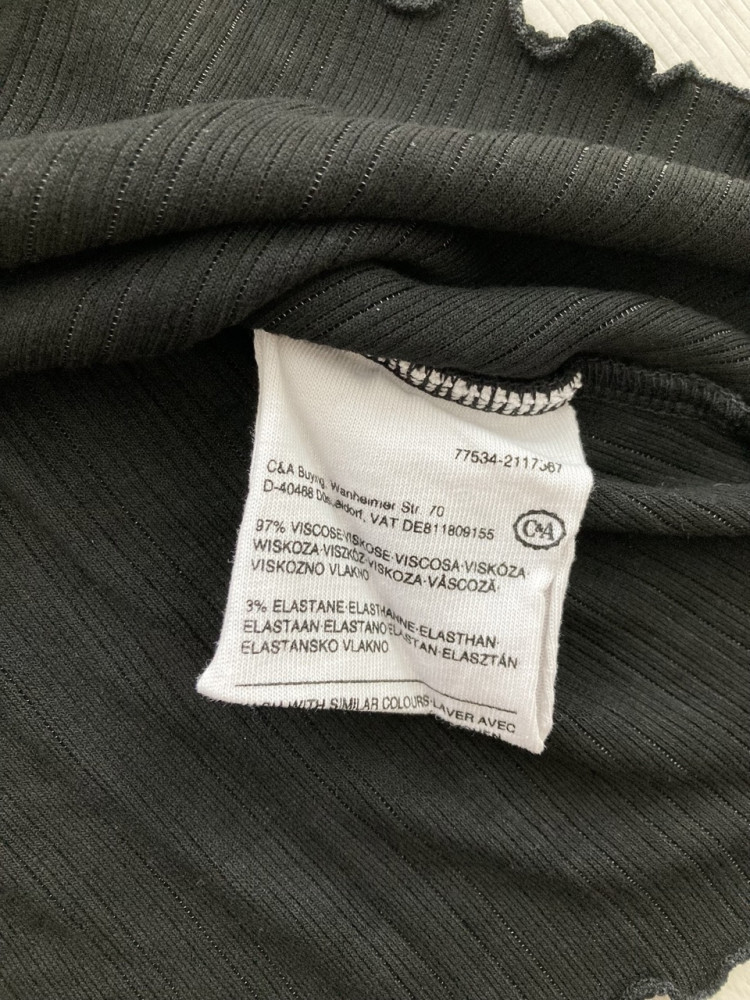 77534-2117367
C&A Buying, Wanheimer Str. 70
D-40468 Düsseldorf, VAT DE811809155
C&A
97% VISCOSE·VISKOSE·VISCOSA·VISKÓZA·
WISKOZA·VISZKÓZ·VISKOZA·VÂSCOZĂ·
VISKOZNO VLAKNO
3% ELASTANE·ELASTHANNE·ELASTHAN·
ELASTAAN·ELASTANO·ELASTAN·ELASZTÁN
ELASTANSKO VLAKNO
WITH SIMILAR COLOURS·LAVER AVEC